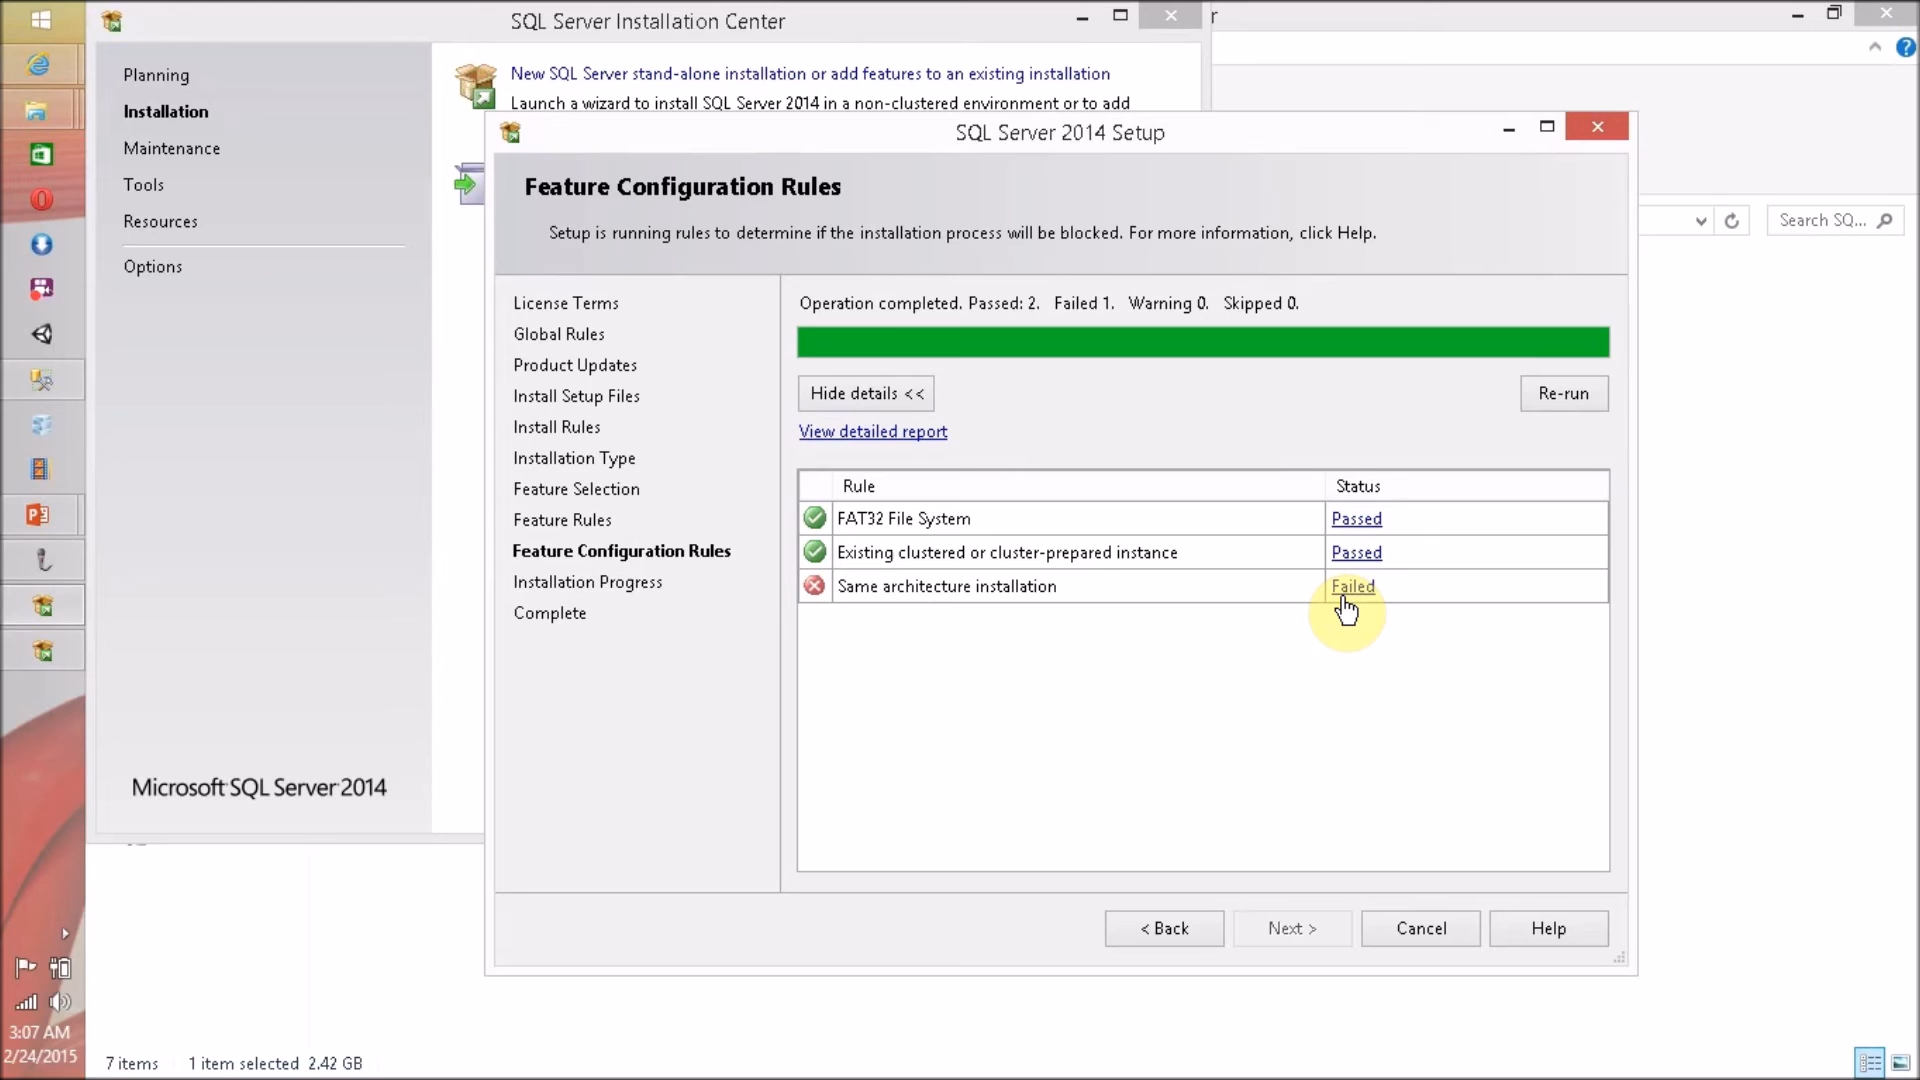 SQL Server Installation Center
r
Planning
Installation
Maintenance
Tools
Resources
Options
Microsoft SQL Server 2014
New SQL Server stand-alone installation or add features to an existing installation
Launch a wizard to install SQL Server 2014 in a non-clustered environment or to add
SQL Server 2014 Setup
Feature Configuration Rules
Setup is running rules to determine if the installation process will be blocked. For more information, click Help.
License Terms
Global Rules
Product Updates
Install Setup Files
Install Rules
Installation Type
Feature Selection
Feature Rules
Feature Configuration Rules
Installation Progress
Complete
Operation completed. Passed: 2. Failed 1. Warning 0. Skipped 0.
Hide details <<
Re-run
View detailed report
Rule Status
FAT32 File System Passed
Existing clustered or cluster-prepared instance Passed
Same architecture installation Failed
< Back
Next >
Cancel
Help
Search SQ...
3:07 AM
2/24/2015
7 items 1 item selected 2.42 GB